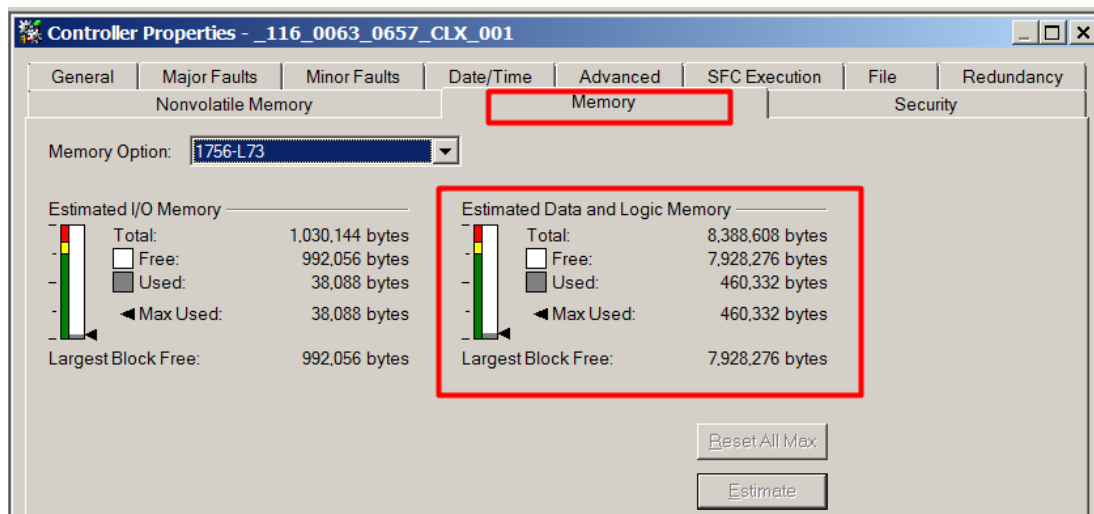 Controller Properties - _116_0063_0657_CLX_001
General Major Faults Minor Faults Date/Time Advanced SFC Execution File Redundancy
Nonvolatile Memory Memory Security
Memory Option: 1756-L73
Estimated I/O Memory Estimated Data and Logic Memory
Total: 1,030,144 bytes Total: 8,388,608 bytes
Free: 992,056 bytes Free: 7,928,276 bytes
Used: 38,088 bytes Used: 460,332 bytes
Max Used: 38,088 bytes Max Used: 460,332 bytes
Largest Block Free: 992,056 bytes Largest Block Free: 7,928,276 bytes
Reset All Max
Estimate